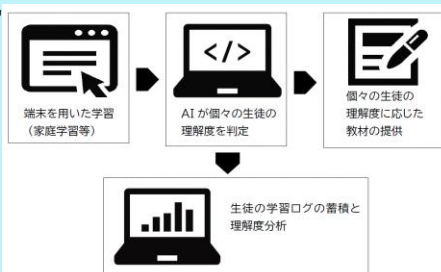 端末を用いた学習
（家庭学習等）
</>
AIが個々の生徒の
理解度を判定
個々の生徒の
理解度に応じた
教材の提供
生徒の学習ログの蓄積と
理解度分析